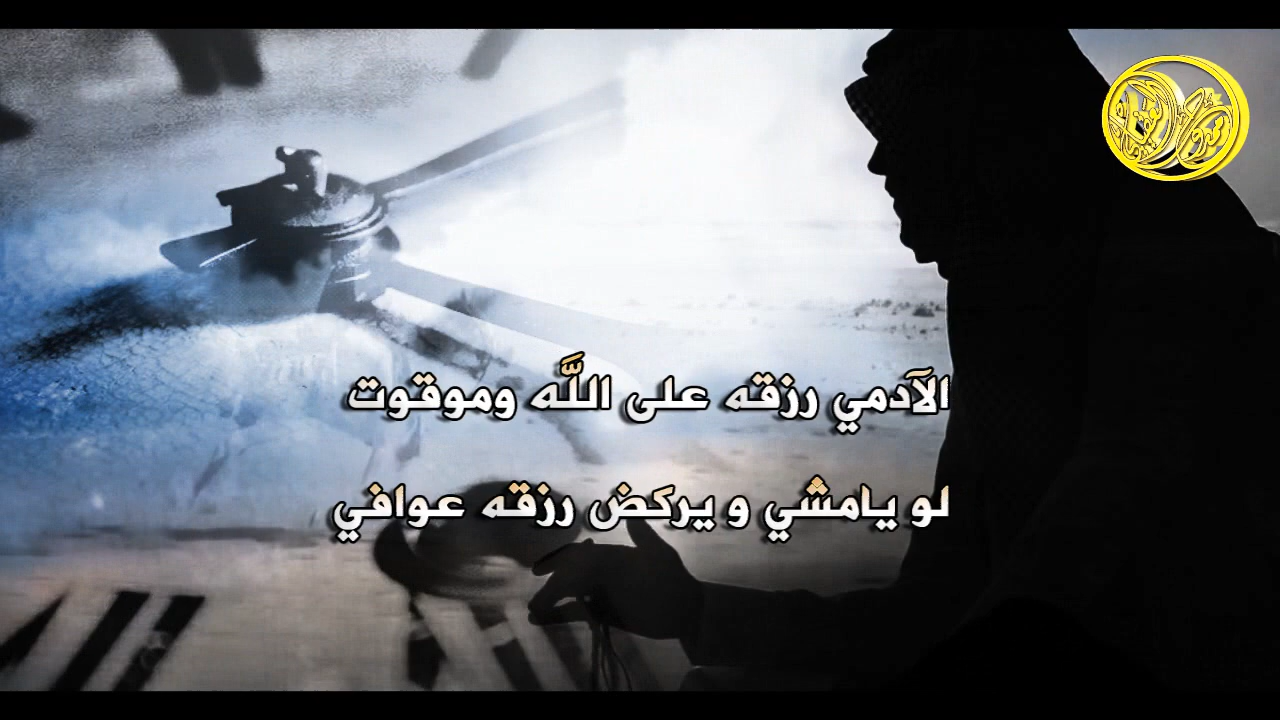 الآدمي رزقه على اللَّه وموقوت
لو يامشي و يركض رزقه عوافي